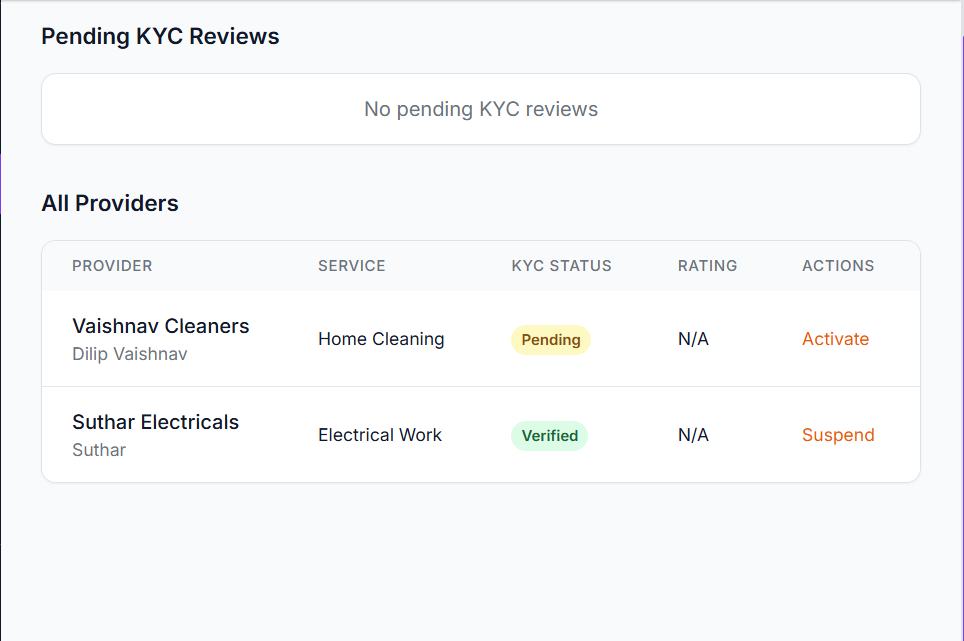 Pending KYC Reviews
No pending KYC reviews
All Providers
PROVIDER SERVICE KYC STATUS RATING ACTIONS
Vaishnav Cleaners
Dilip Vaishnav
Home Cleaning Pending N/A Activate
Suthar Electricals
Suthar
Electrical Work Verified N/A Suspend